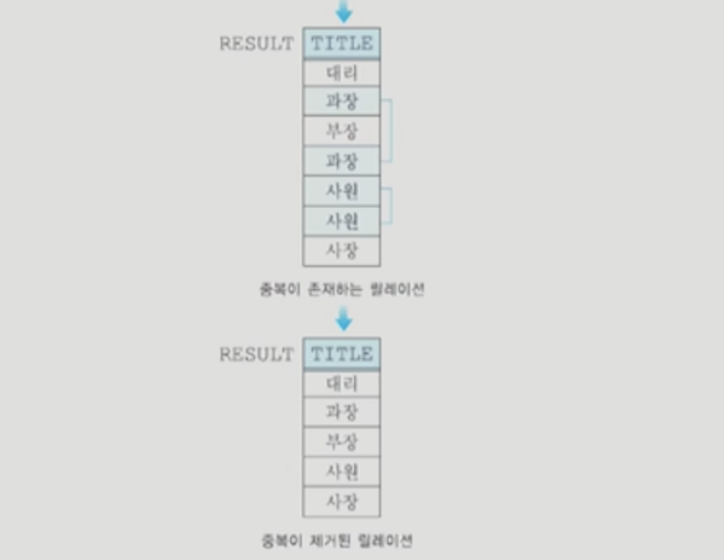 RESULT TITLE
대리
과장
부장
과장
사원
사원
사장
중복이 존재하는 릴레이션
RESULT TITLE
대리
과장
부장
사원
사장
중복이 제거된 릴레이션